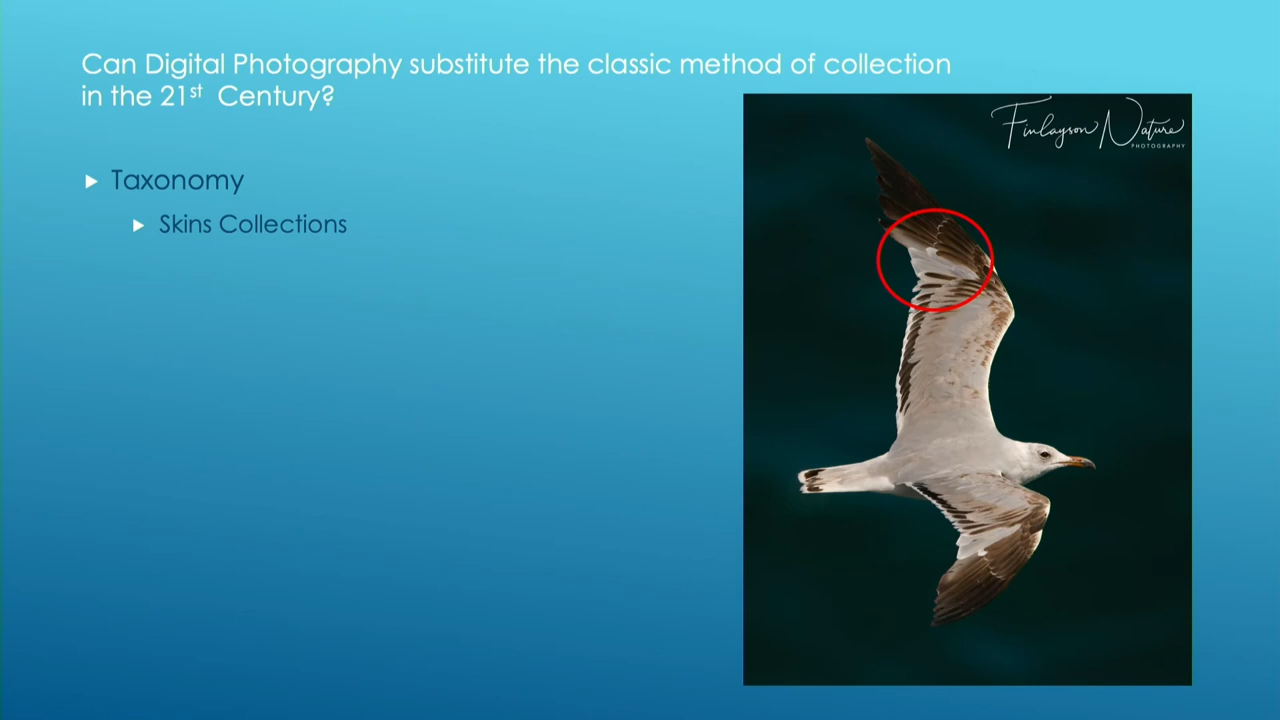 Can Digital Photography substitute the classic method of collection
in the 21st Century?
Taxonomy
Skins Collections
Finlayson Nature
PHOTOGRAPHY